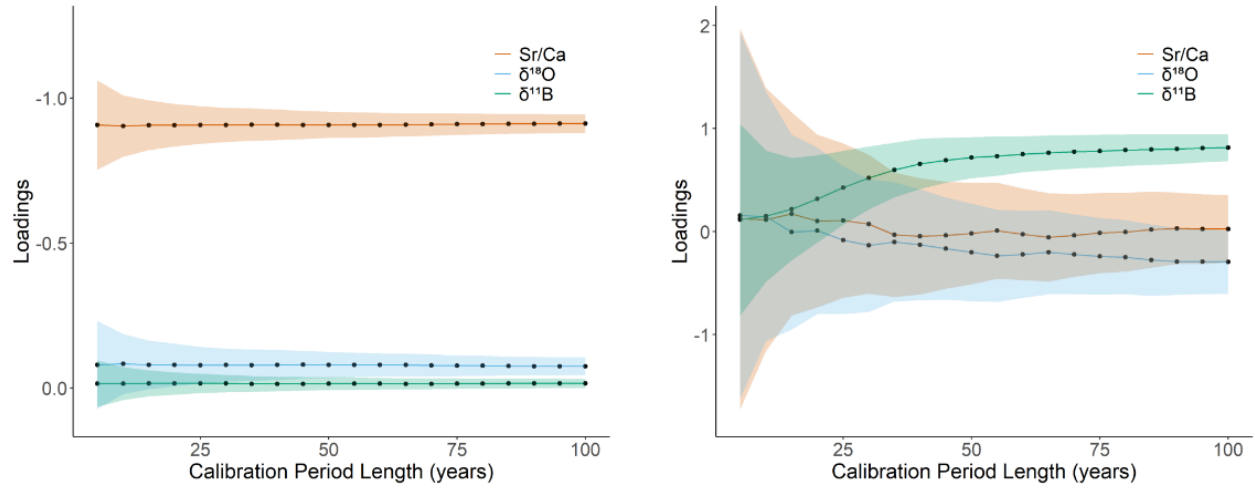 Sr/Ca
δ¹⁸O
δ¹¹B
-1.0
-0.5
0.0
Loadings
25
50
75
100
Calibration Period Length (years)
Sr/Ca
δ¹⁸O
δ¹¹B
2
1
0
-1
Loadings
25
50
75
100
Calibration Period Length (years)